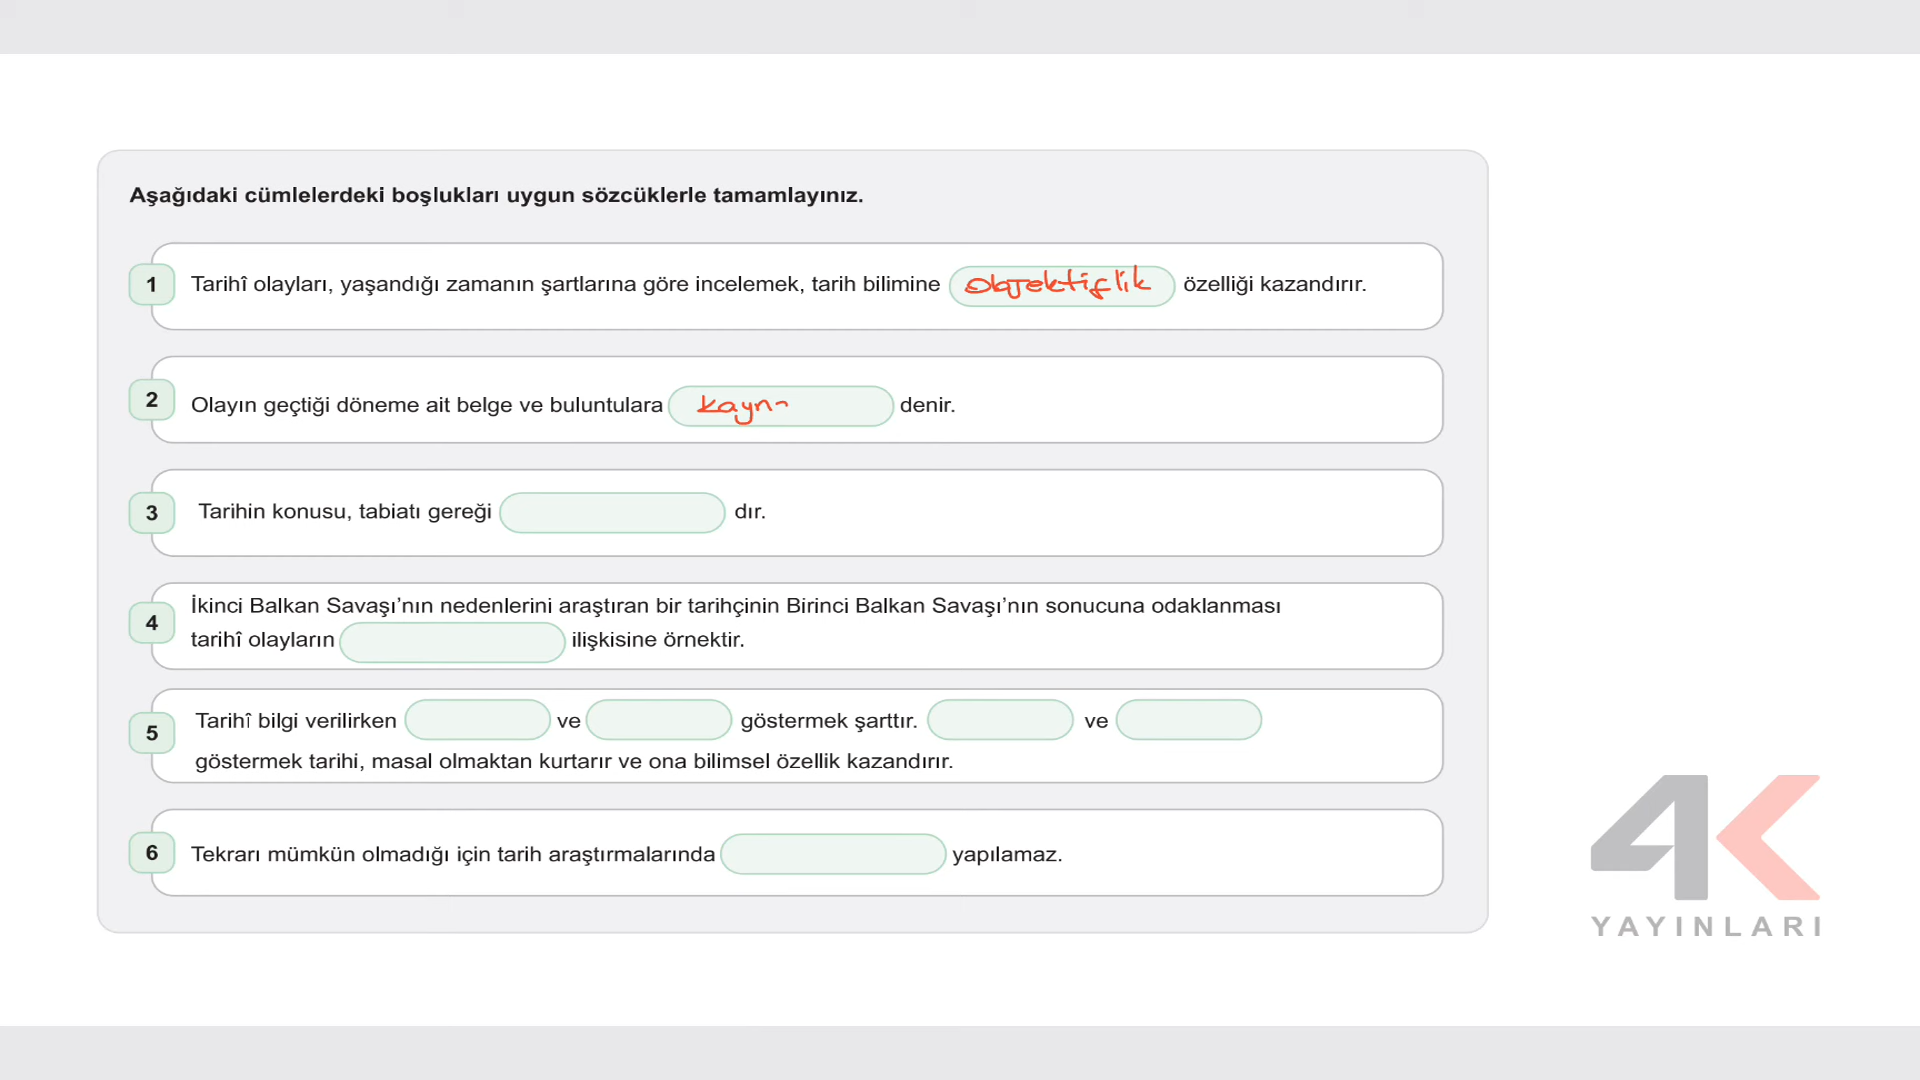 Aşağıdaki cümlelerdeki boşlukları uygun sözcüklerle tamamlayınız.
1 Tarihî olayları, yaşandığı zamanın şartlarına göre incelemek, tarih bilimine objektiflik özelliği kazandırır.
2 Olayın geçtiği döneme ait belge ve buluntulara kayn denir.
3 Tarihin konusu, tabiatı gereği dır.
4 İkinci Balkan Savaşı’nın nedenlerini araştıran bir tarihçinin Birinci Balkan Savaşı’nın sonucuna odaklanması
tarihî olayların ilişkisine örnektir.
5 Tarihî bilgi verilirken ve göstermek şarttır. ve
göstermek tarihi, masal olmaktan kurtarır ve ona bilimsel özellik kazandırır.
6 Tekrarı mümkün olmadığı için tarih araştırmalarında yapılamaz.
4K
YAYINLARI